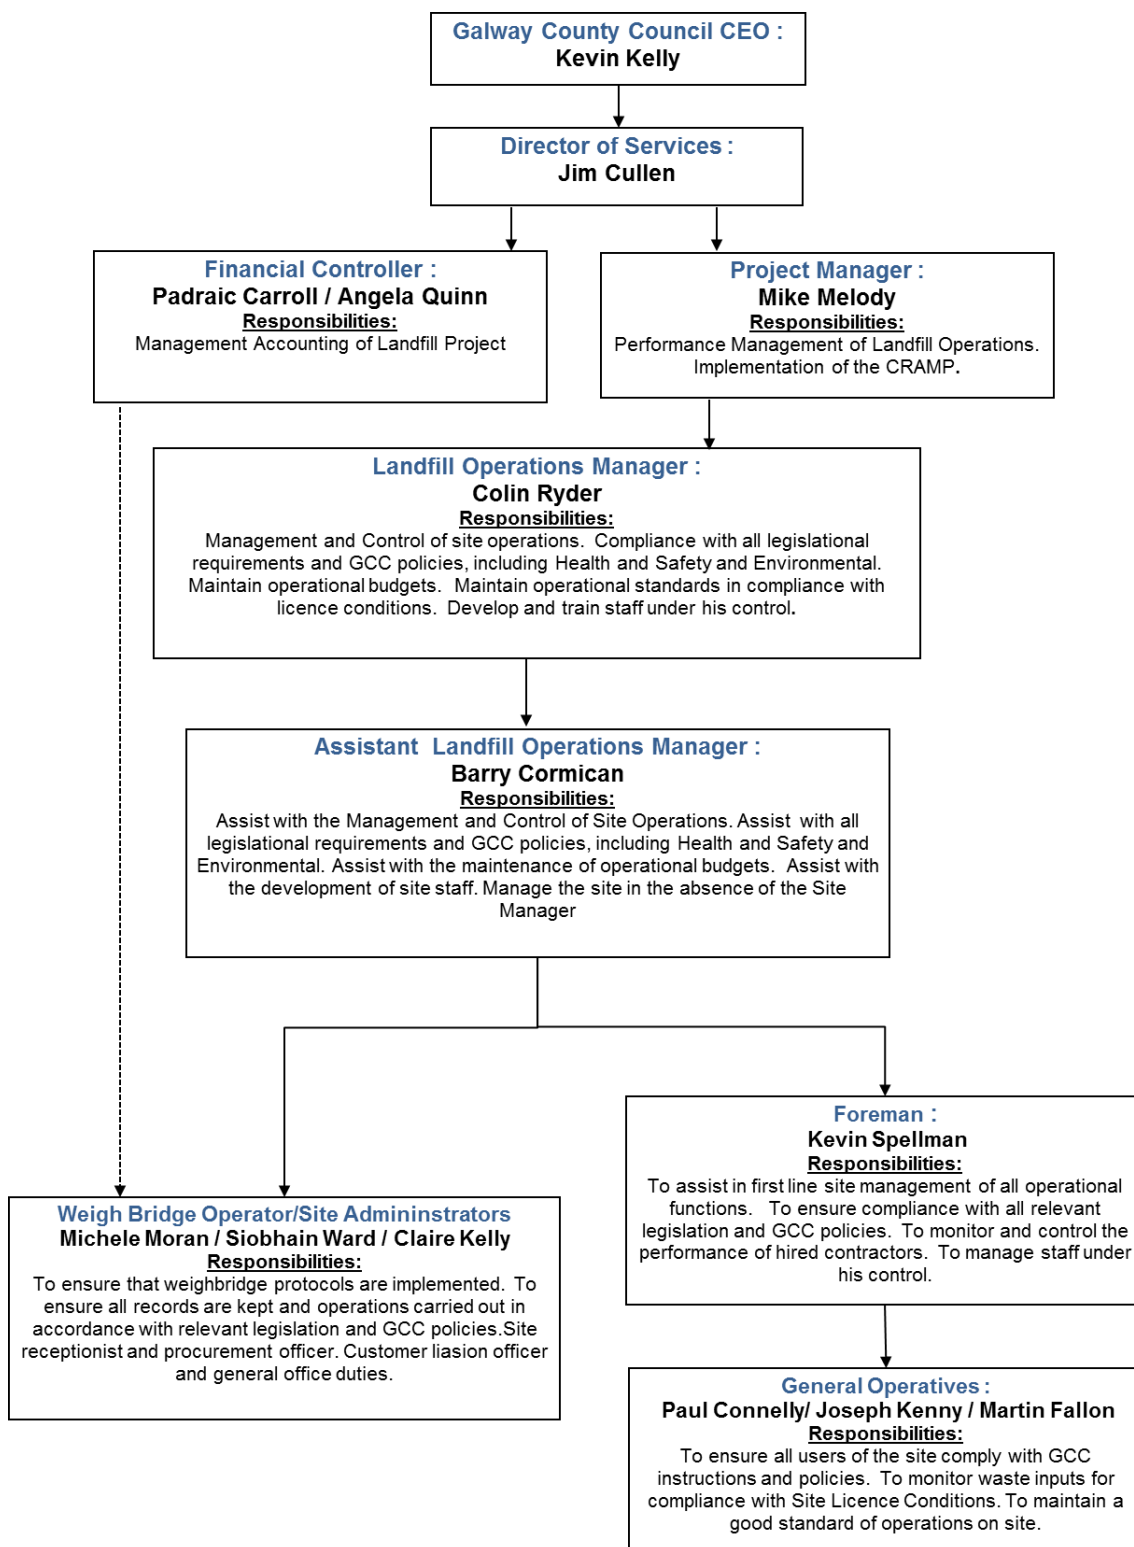 Galway County Council CEO :
Kevin Kelly
Director of Services :
Jim Cullen
Financial Controller :
Padraic Carroll / Angela Quinn
Responsibilities:
Management Accounting of Landfill Project
Project Manager :
Mike Melody
Responsibilities:
Performance Management of Landfill Operations.
Implementation of the CRAMP.
Landfill Operations Manager :
Colin Ryder
Responsibilities:
Management and Control of site operations. Compliance with all legislational
requirements and GCC policies, including Health and Safety and Environmental.
Maintain operational budgets. Maintain operational standards in compliance with
licence conditions. Develop and train staff under his control.
Assistant Landfill Operations Manager :
Barry Cormican
Responsibilities:
Assist with the Management and Control of Site Operations. Assist with all
legislational requirements and GCC policies, including Health and Safety and
Environmental. Assist with the maintenance of operational budgets. Assist with
the development of site staff. Manage the site in the absence of the Site
Manager
Foreman :
Kevin Spellman
Responsibilities:
To assist in first line site management of all operational
functions. To ensure compliance with all relevant
legislation and GCC policies. To monitor and control the
performance of hired contractors. To manage staff under
his control.
Weigh Bridge Operator/Site Admininstrators
Michele Moran / Siobhain Ward / Claire Kelly
Responsibilities:
To ensure that weighbridge protocols are implemented. To
ensure all records are kept and operations carried out in
accordance with relevant legislation and GCC policies.Site
receptionist and procurement officer. Customer liasion officer
and general office duties.
General Operatives :
Paul Connelly/ Joseph Kenny / Martin Fallon
Responsibilities:
To ensure all users of the site comply with GCC
instructions and policies. To monitor waste inputs for
compliance with Site Licence Conditions. To maintain a
good standard of operations on site.